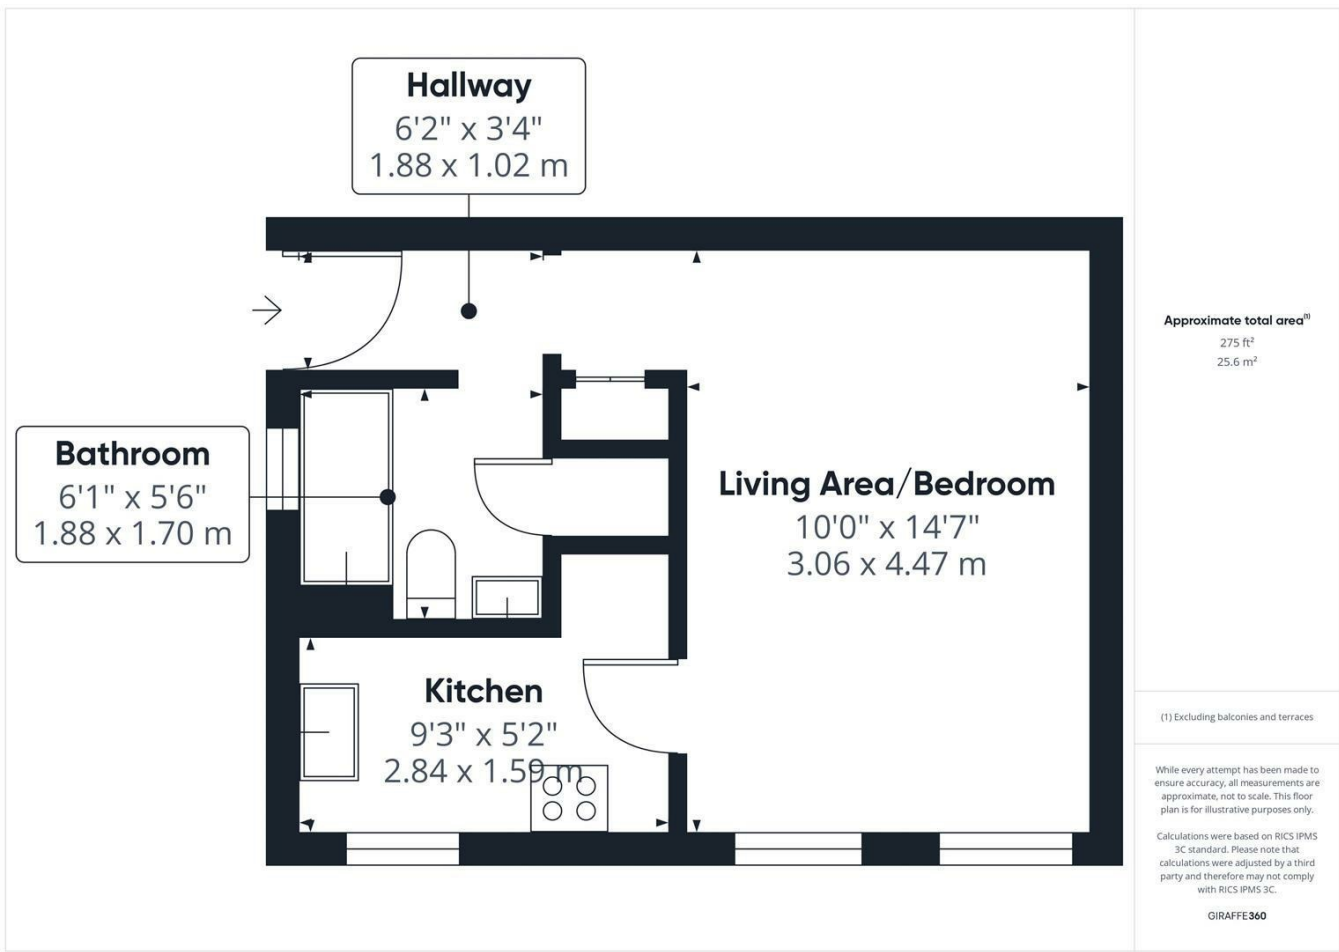 Hallway
6'2" x 3'4"
1.88 x 1.02 m
Bathroom
6'1" x 5'6"
1.88 x 1.70 m
Living Area/Bedroom
10'0" x 14'7"
3.06 x 4.47 m
Kitchen
9'3" x 5'2"
2.84 x 1.59 m
Approximate total area(1)
275 ft²
25.6 m²
(1) Excluding balconies and terraces
While every attempt has been made to
ensure accuracy, all measurements are
approximate, not to scale. This floor
plan is for illustrative purposes only.
Calculations were based on RICS IPMS
3C standard. Please note that
calculations were adjusted by a third
party and therefore may not comply
with RICS IPMS 3C.
GIRAFFE360